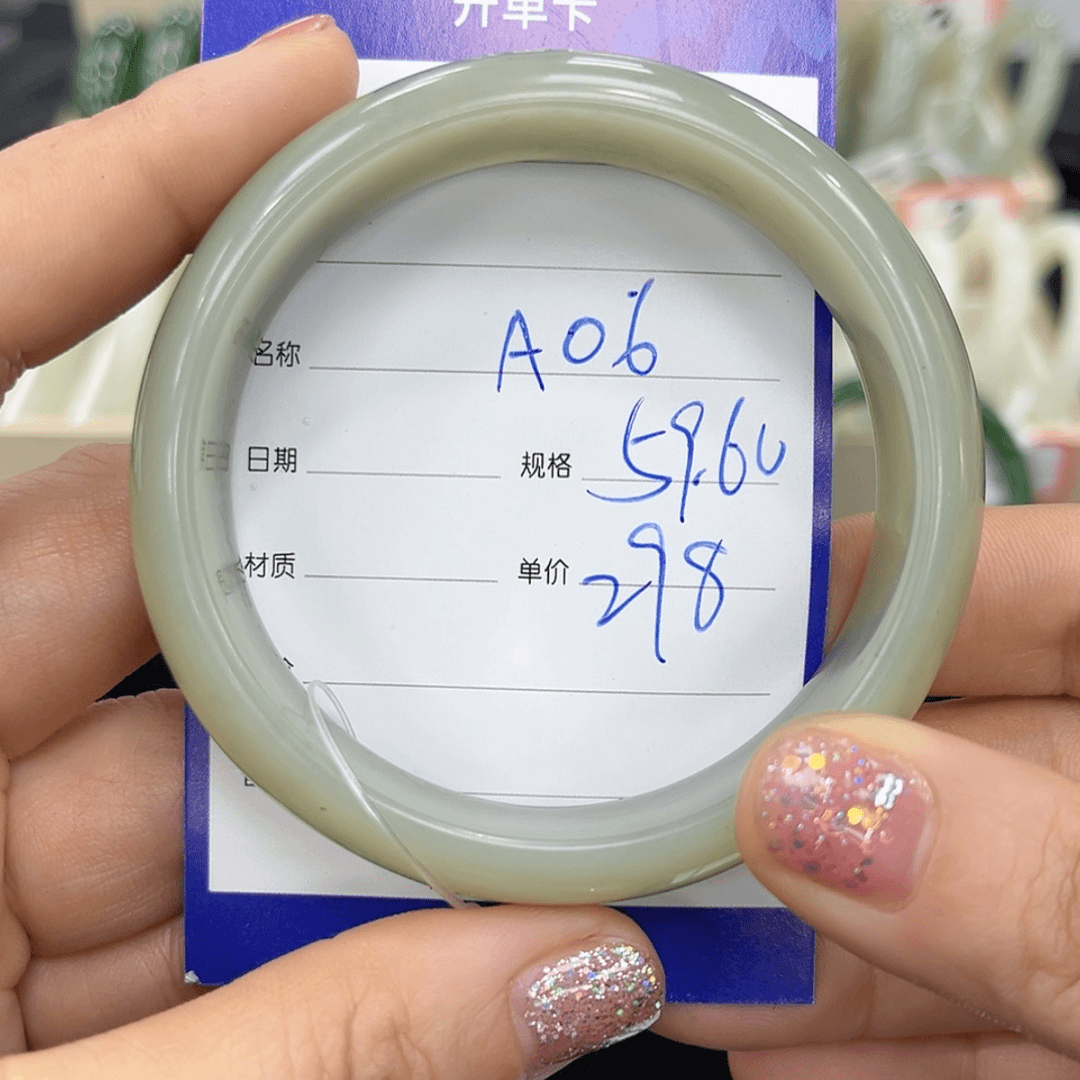 开单卡
名称 A06
日期 规格 59.60
材质 单价 298